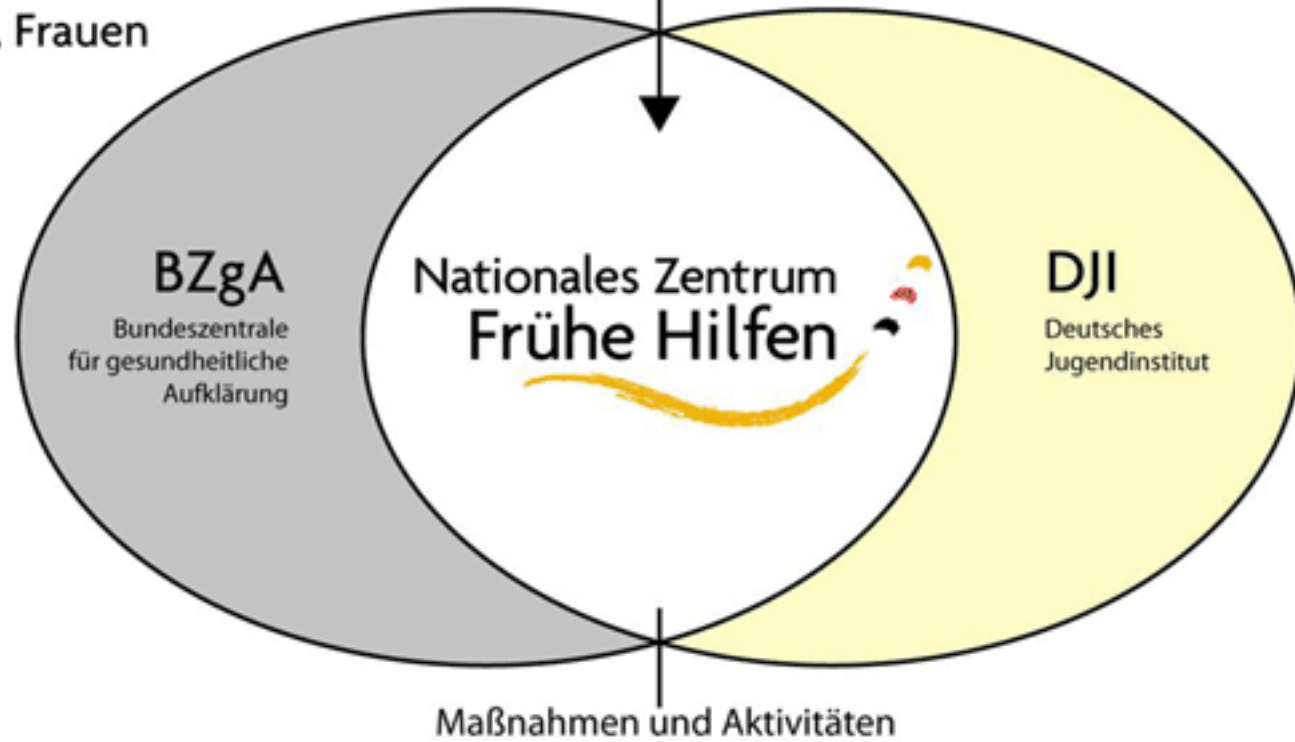 , Frauen
BZgA
Bundeszentrale
für gesundheitliche
Aufklärung
Nationales Zentrum
Frühe Hilfen
DJI
Deutsches
Jugendinstitut
Maßnahmen und Aktivitäten